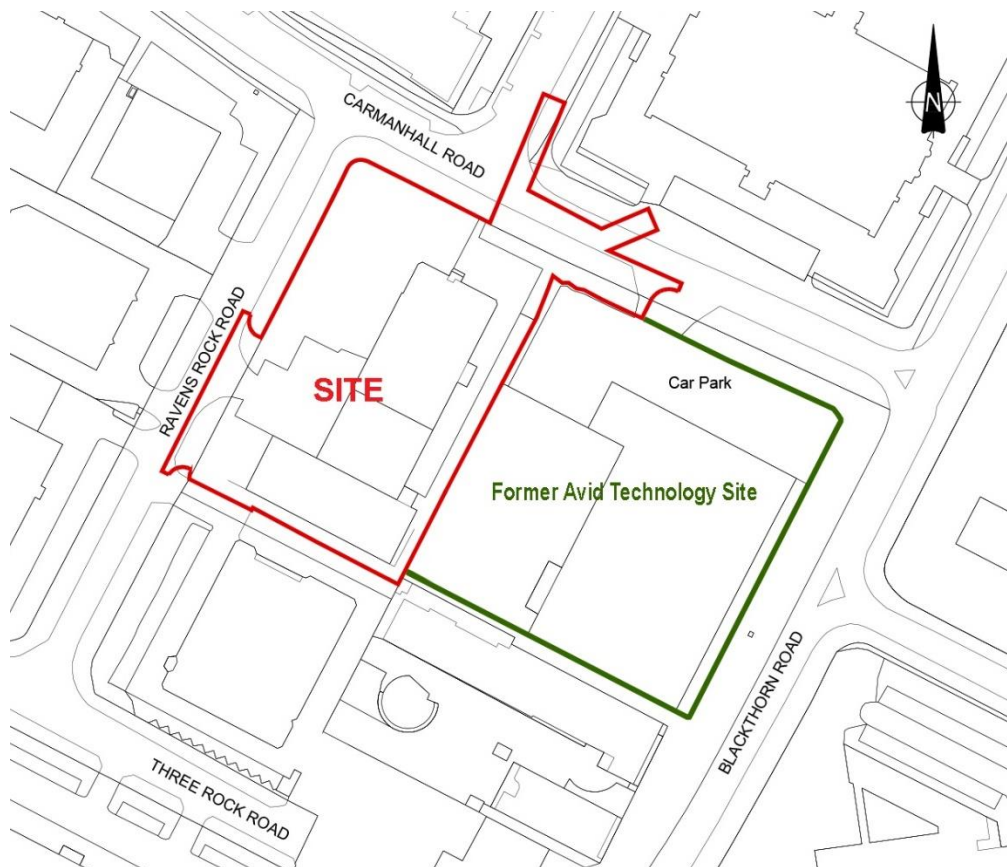 CARMANHALL ROAD
N
RAVENS ROCK ROAD
SITE
Car Park
Former Avid Technology Site
BLACKTHORN ROAD
THREE ROCK ROAD